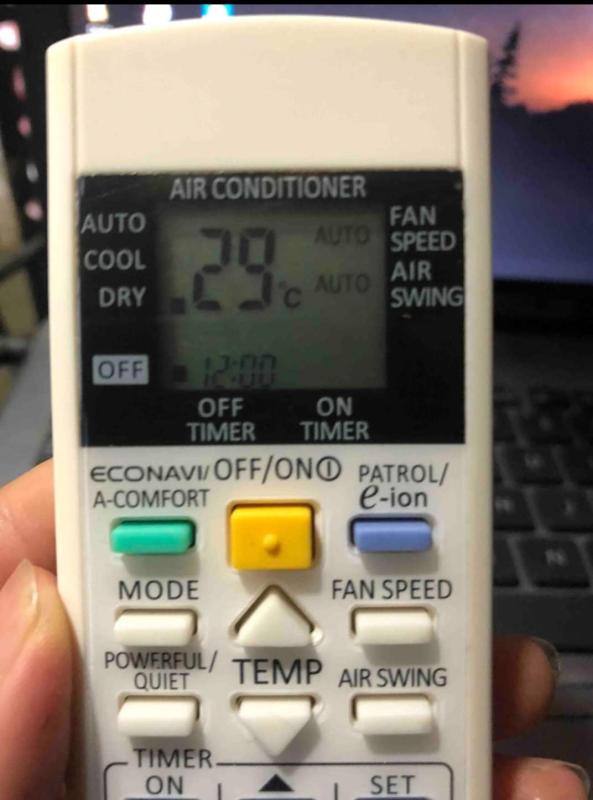 AIR CONDITIONER
AUTO
COOL
DRY
OFF
29°C
AUTO
AUTO
12:00
FAN
SPEED
AIR
SWING
OFF
TIMER
ON
TIMER
ECONAVI/
A-COMFORT
OFF/ON
PATROL/
e-ion
MODE
FAN SPEED
POWERFUL/
QUIET
TEMP
AIR SWING
TIMER
ON
SET